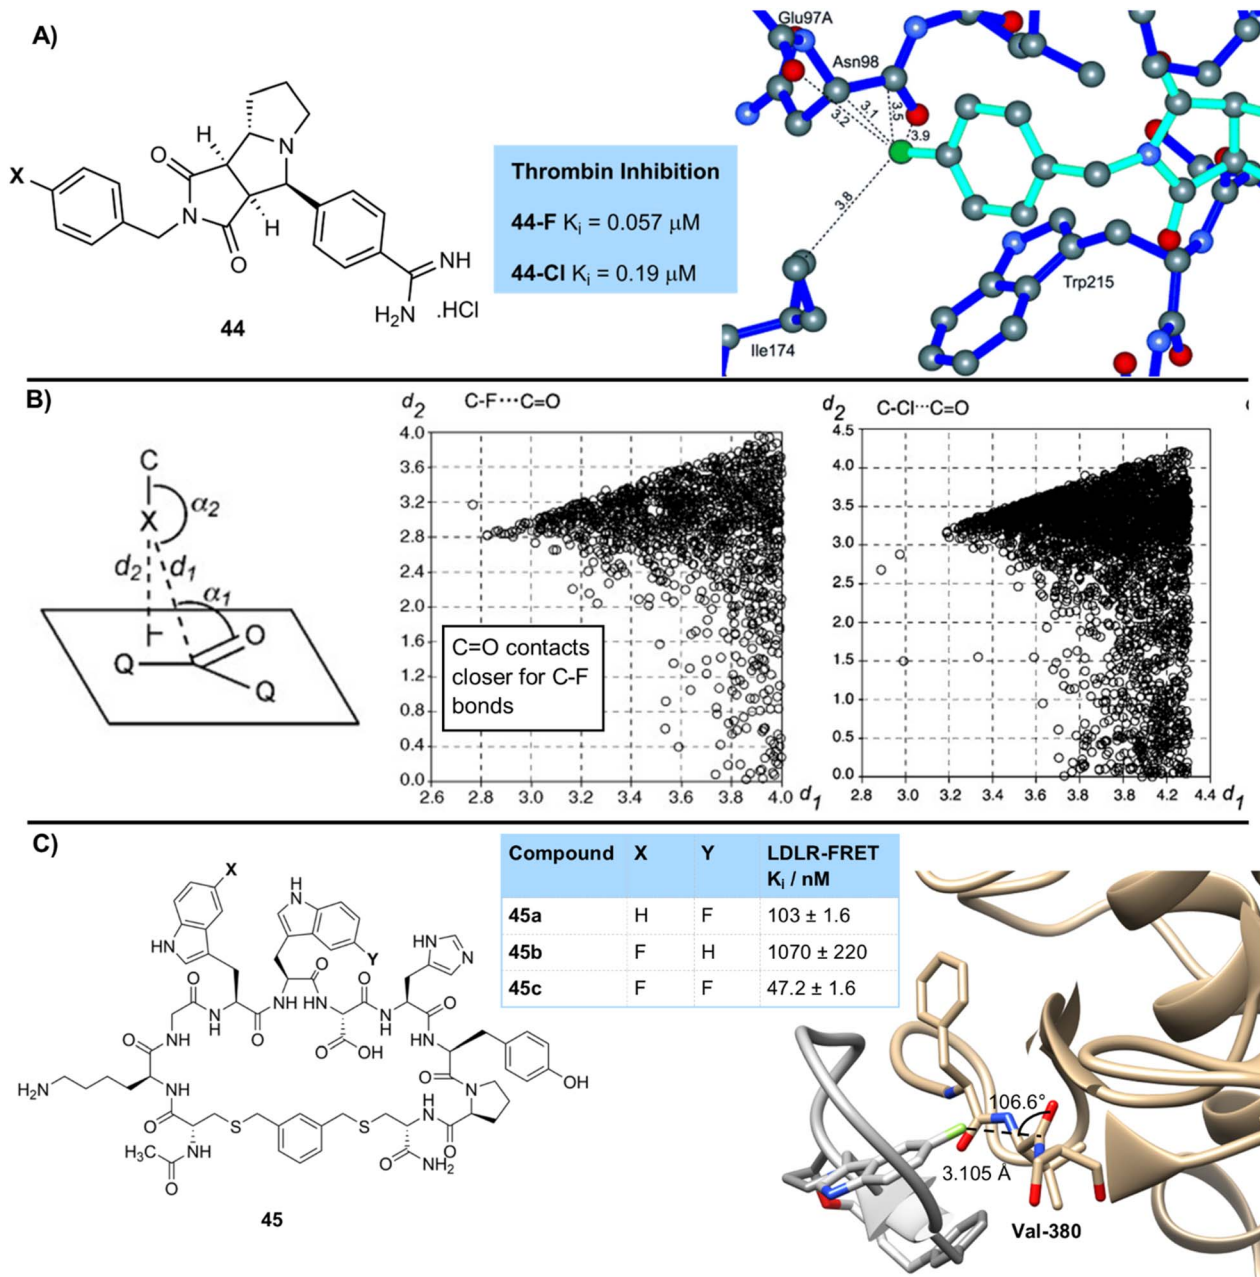 A)
X
O
H
N
N
O
H
NH
H₂N
.HCl
44
Thrombin Inhibition
44-F Kᵢ = 0.057 μM
44-Cl Kᵢ = 0.19 μM
Glu97A
Asn98
3.2
3.1
3.5
3.9
3.8
Trp215
Ile174
B)
C
X
α₂
d₂
d₁
α₁
O
Q
Q
d₂ C-F···C=O
4.0
3.6
3.2
2.8
2.4
2.0
1.6
1.2
0.8
0.4
0.0
2.6 2.8 3.0 3.2 3.4 3.6 3.8 4.0 d₁
C=O contacts
closer for C-F
bonds
d₂ C-Cl···C=O
4.5
4.0
3.5
3.0
2.5
2.0
1.5
1.0
0.5
0.0
2.8 3.0 3.2 3.4 3.6 3.8 4.0 4.2 4.4 d₁
C)
X
HN
H
N
Y
HN
N
O
N
H
O
NH
O
HN
O
OH
O
N
H
O
HN
O
OH
O
N
H₂N
NH
O
S
S
NH
O
H₃C
NH
O
O
NH₂
45
Compound X Y LDLR-FRET
Kᵢ / nM
45a H F 103 ± 1.6
45b F H 1070 ± 220
45c F F 47.2 ± 1.6
106.6°
3.105 Å
Val-380